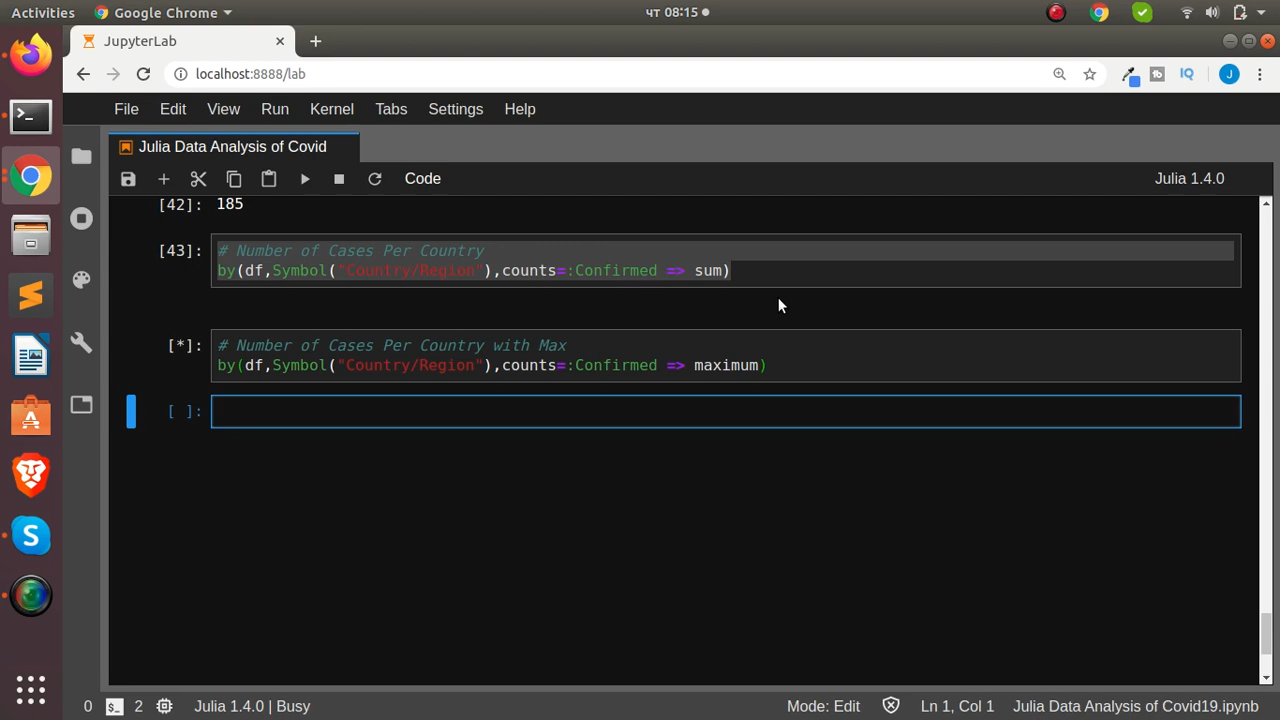 Activities Google Chrome чт 08:15
JupyterLab
localhost:8888/lab IQ J
File Edit View Run Kernel Tabs Settings Help
Julia Data Analysis of Covid
Code Julia 1.4.0
[42]: 185
[43]: # Number of Cases Per Country
by(df,Symbol("Country/Region"),counts=:Confirmed => sum)
[*]: # Number of Cases Per Country with Max
by(df,Symbol("Country/Region"),counts=:Confirmed => maximum)
[ ]:
0 $_ 2 Julia 1.4.0 | Busy Mode: Edit Ln 1, Col 1 Julia Data Analysis of Covid19.ipynb